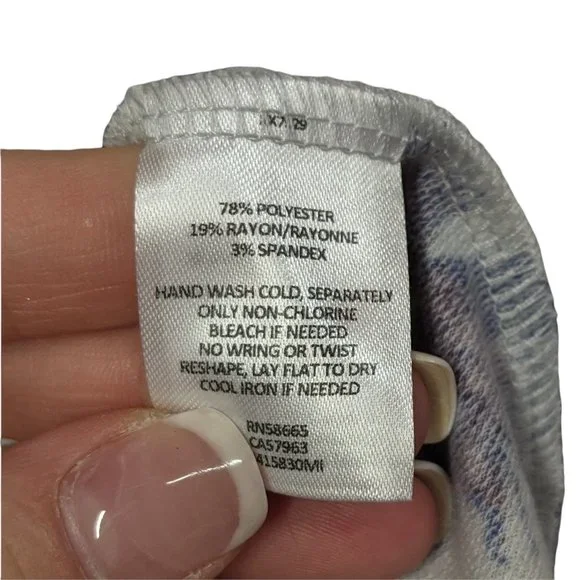 78% POLYESTER
19% RAYON/RAYONNE
3% SPANDEX
HAND WASH COLD, SEPARATELY
ONLY NON-CHLORINE
BLEACH IF NEEDED
NO WRING OR TWIST
RESHAPE, LAY FLAT TO DRY
COOL IRON IF NEEDED
RN58665
CA57963
415830MI